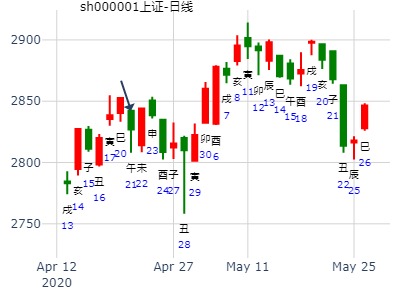 sh000001上证-日线
2900
2850
2800
2750
戌
13
亥
14
子
15
丑
16
寅
17
巳
20
午
21
未
22
申
23
酉
24
子
27
丑
28
寅
29
卯
30
酉
6
戌
7
亥
8
寅
11
卯
12
辰
13
巳
14
午
15
酉
18
戌
19
亥
20
子
21
丑
22
辰
25
巳
26
Apr 12
2020
Apr 27
May 11
May 25